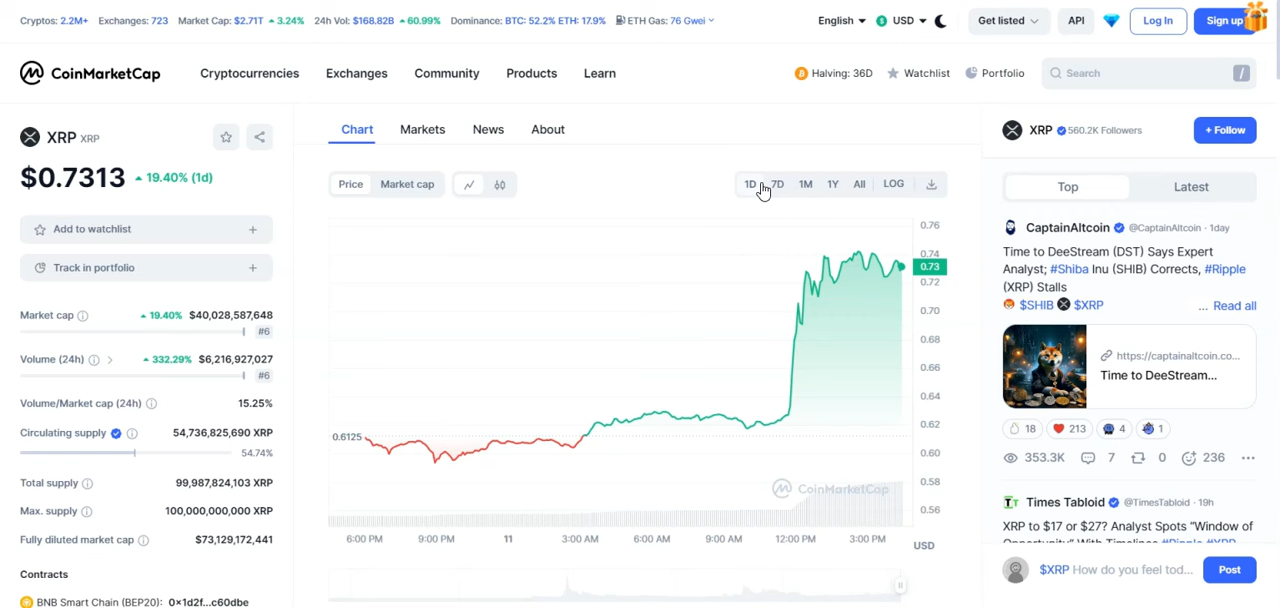 Cryptos: 2.2M+ Exchanges: 723 Market Cap: $2.71T 3.24% 24h Vol: $168.82B 60.99% Dominance: BTC: 52.2% ETH: 17.9% ETH Gas: 76 Gwei English USD Get listed API Log In Sign up
CoinMarketCap Cryptocurrencies Exchanges Community Products Learn Halving: 36D Watchlist Portfolio Search /
XRP XRP
$0.7313 19.40% (1d)
Add to watchlist +
Track in portfolio +
Market cap 19.40% $40,028,587,648
#6
Volume (24h) 332.29% $6,216,927,027
#6
Volume/Market cap (24h) 15.25%
Circulating supply 54,736,825,690 XRP
54.74%
Total supply 99,987,824,103 XRP
Max. supply 100,000,000,000 XRP
Fully diluted market cap $73,129,172,441
Contracts
BNB Smart Chain (BEP20): 0x1d2f...c60dbe
Chart Markets News About
Price Market cap 1D 7D 1M 1Y All LOG
0.76
0.74
0.73
0.72
0.70
0.68
0.66
0.64
0.62
0.60
0.58
0.56
0.6125
CoinMarketCap
6:00 PM 9:00 PM 11 3:00 AM 6:00 AM 9:00 AM 12:00 PM 3:00 PM USD
XRP 560.2K Followers + Follow
Top Latest
CaptainAltcoin @CaptainAltcoin · 1day
Time to DeeStream (DST) Says Expert
Analyst; #Shiba Inu (SHIB) Corrects, #Ripple
(XRP) Stalls
$SHIB $XRP ... Read all
https://captainaltcoin.co...
Time to DeeStream...
18 213 4 1
353.3K 7 0 236
Times Tabloid @TimesTabloid · 19h
XRP to $17 or $27? Analyst Spots "Window of
Opportunity" With Timelines #Ripple #XRP
$XRP How do you feel tod... Post